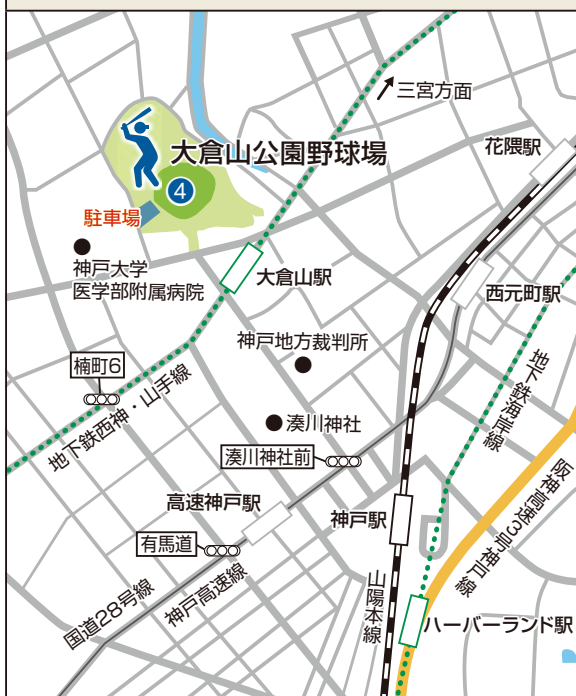 三宮方面
花隈駅
大倉山公園野球場
4
駐車場
神戸大学
医学部附属病院
大倉山駅
西元町駅
神戸地方裁判所
楠町6
地下鉄西神・山手線
地下鉄海岸線
湊川神社
湊川神社前
高速神戸駅
神戸駅
有馬道
阪神高速3号神戸線
国道28号線
神戸高速線
山陽本線
ハーバーランド駅